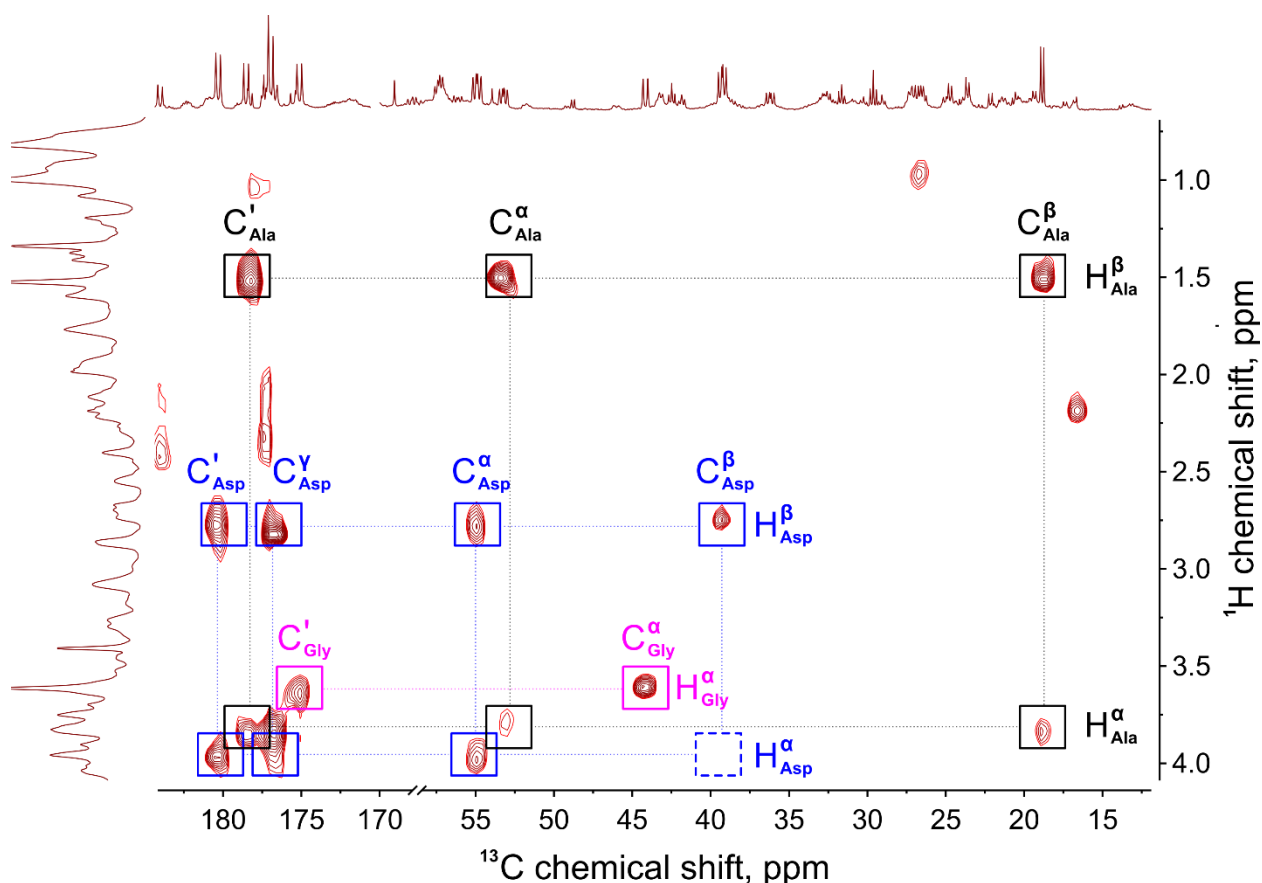 1.0
C'Ala CαAla CβAla
1.5 HβAla
2.0
C'Asp CγAsp CαAsp CβAsp
2.5
HβAsp
3.0
C'Gly CαGly
3.5
HαGly
HαAla
4.0 HαAsp
180 175 170 55 50 45 40 35 30 25 20 15
¹³C chemical shift, ppm
¹H chemical shift, ppm